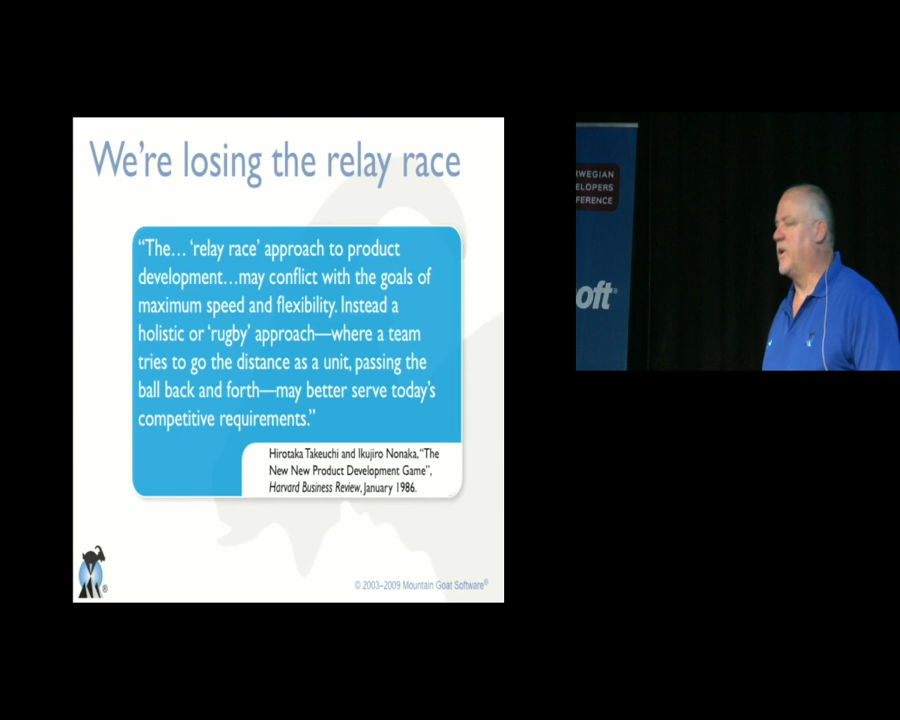 We're losing the relay race
“The… ‘relay race’ approach to product
development…may conflict with the goals of
maximum speed and flexibility. Instead a
holistic or ‘rugby’ approach—where a team
tries to go the distance as a unit, passing the
ball back and forth—may better serve today's
competitive requirements.”
Hirotaka Takeuchi and Ikujiro Nonaka, “The
New New Product Development Game”,
Harvard Business Review, January 1986.
®
© 2003–2009 Mountain Goat Software®
WEGIAN
ELOPERS
FERENCE
oft®